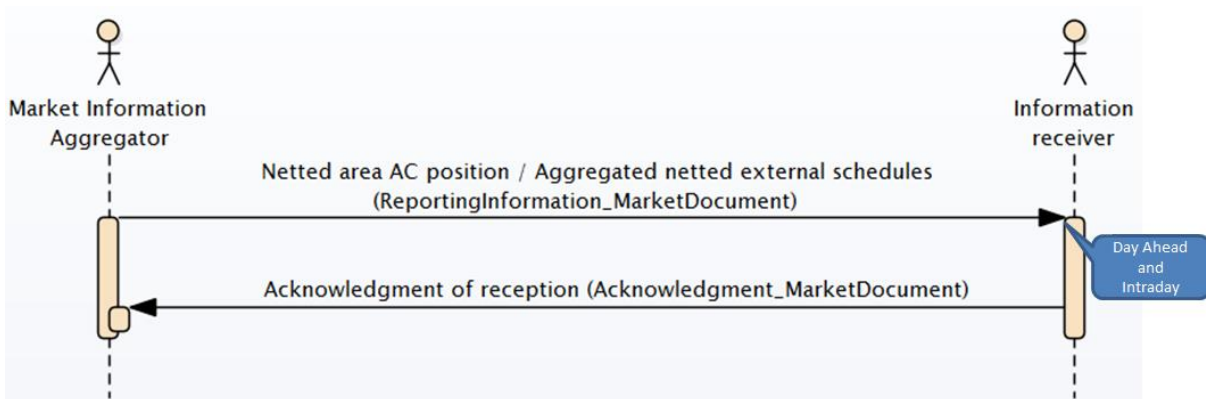 Market Information
Aggregator
Information
receiver
Netted area AC position / Aggregated netted external schedules
(ReportingInformation_MarketDocument)
Day Ahead
and
Intraday
Acknowledgment of reception (Acknowledgment_MarketDocument)